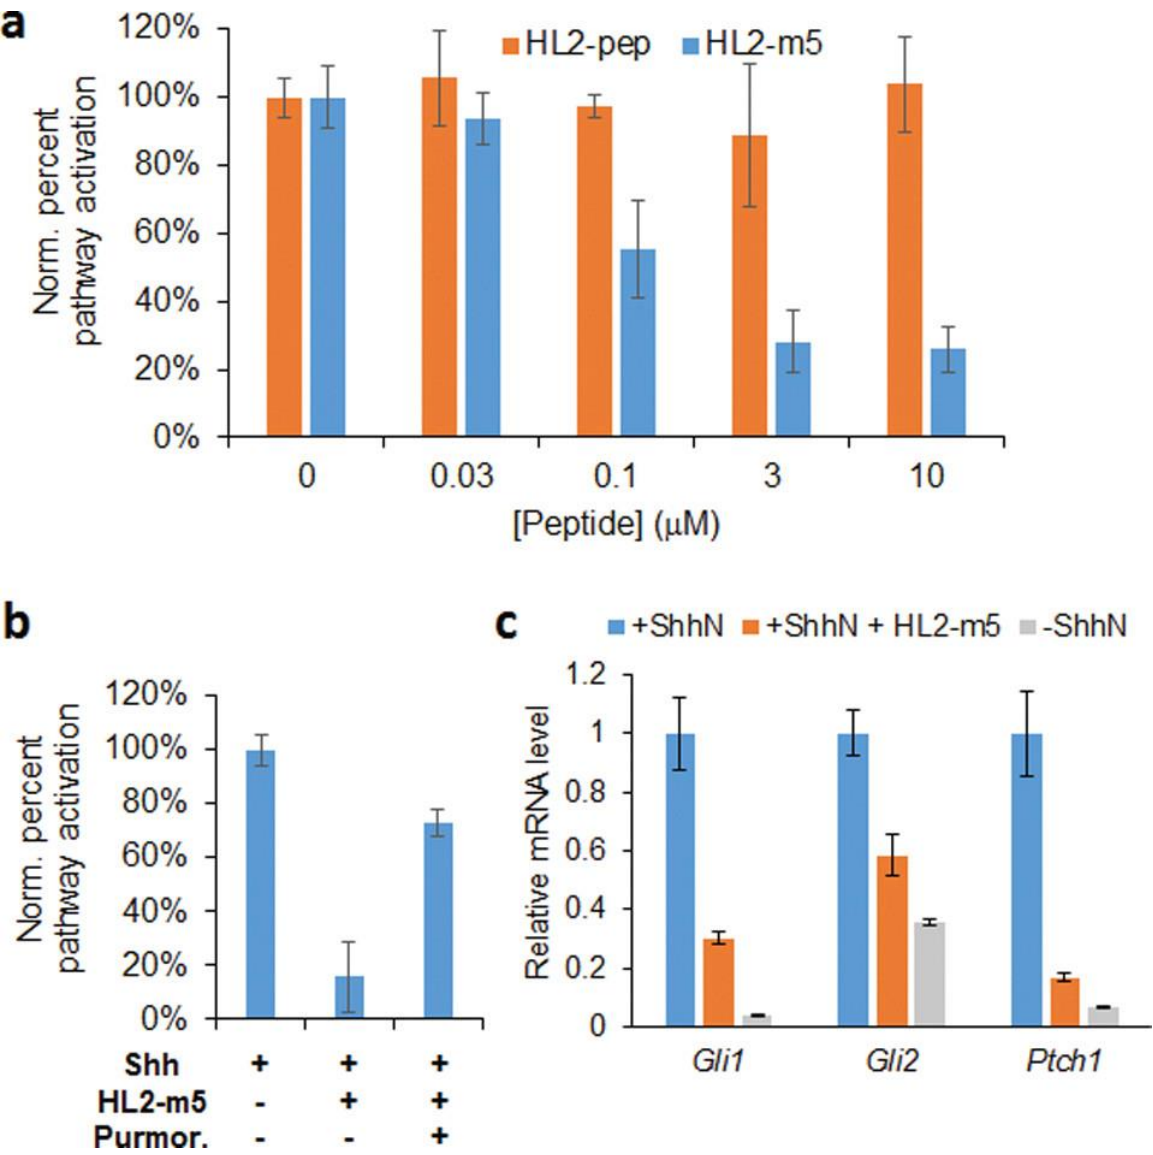 a
HL2-pep HL2-m5
Norm. percent
pathway activation
120%
100%
80%
60%
40%
20%
0%
0 0.03 0.1 3 10
[Peptide] (μM)
b
Norm. percent
pathway activation
120%
100%
80%
60%
40%
20%
0%
Shh + + +
HL2-m5 - + +
Purmor. - - +
c
+ShhN +ShhN + HL2-m5 -ShhN
Relative mRNA level
1.2
1
0.8
0.6
0.4
0.2
0
Gli1 Gli2 Ptch1